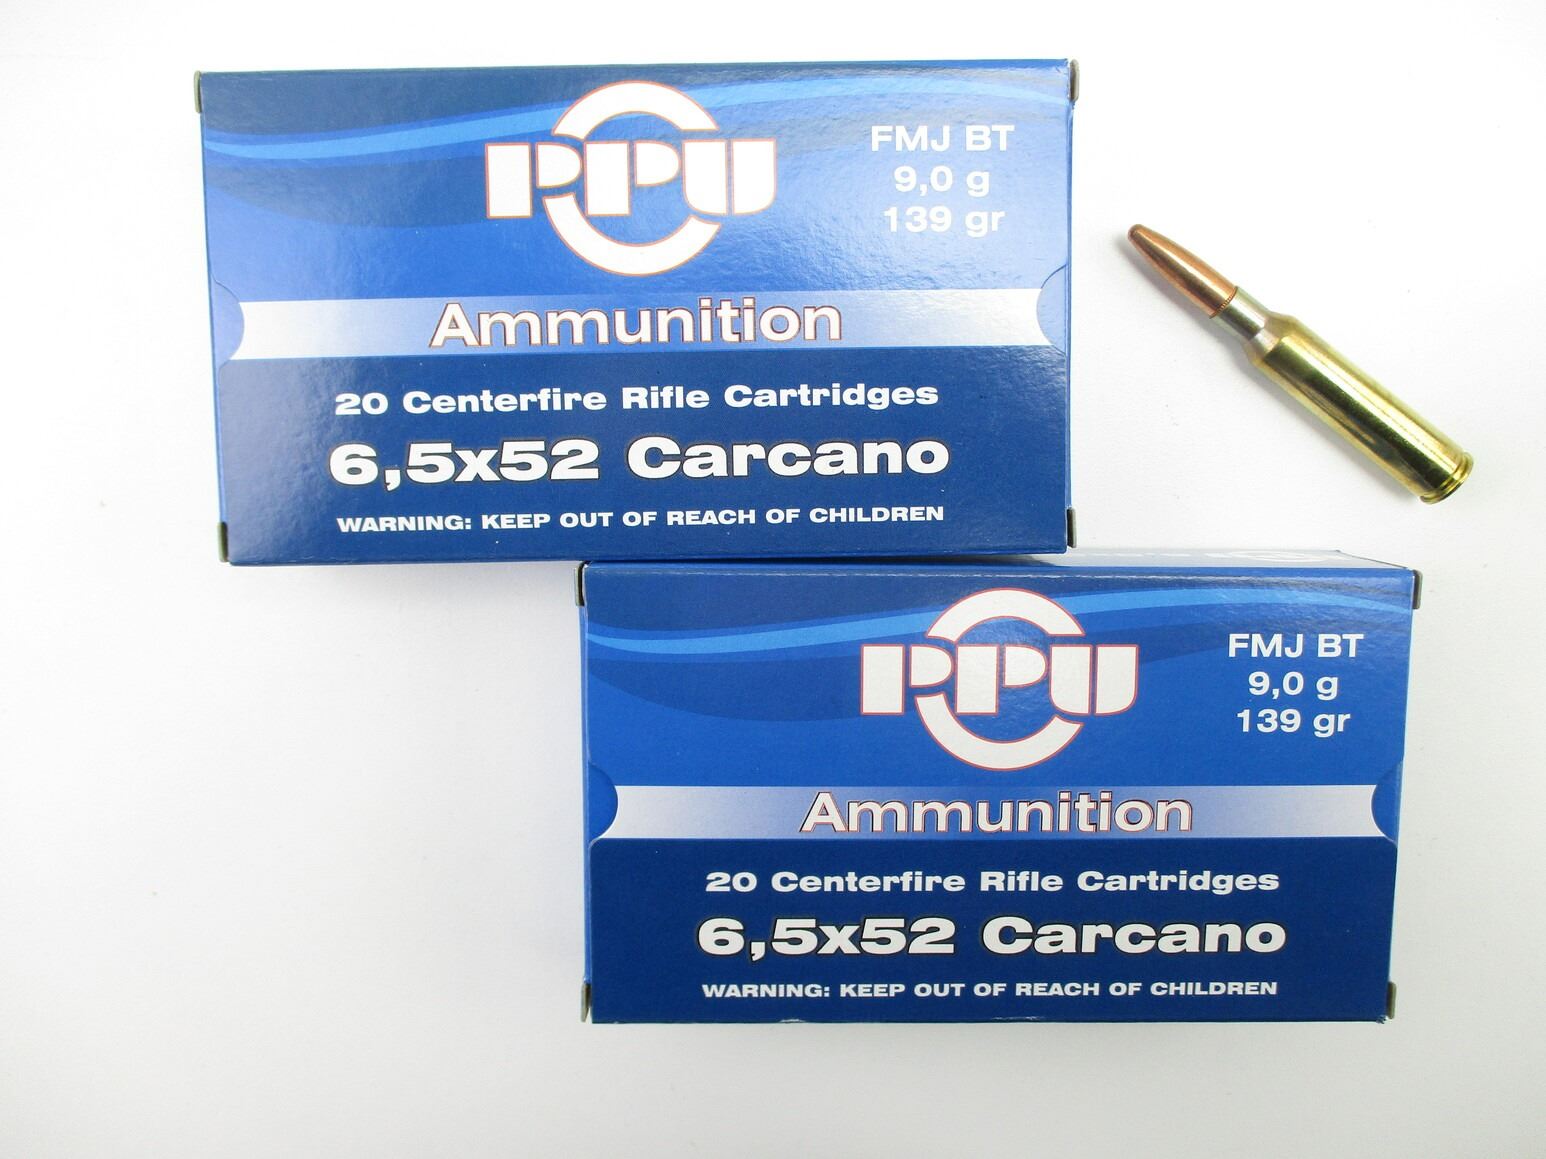 PPU
FMJ BT
9,0 g
139 gr
Ammunition
20 Centerfire Rifle Cartridges
6,5x52 Carcano
WARNING: KEEP OUT OF REACH OF CHILDREN
PPU
FMJ BT
9,0 g
139 gr
Ammunition
20 Centerfire Rifle Cartridges
6,5x52 Carcano
WARNING: KEEP OUT OF REACH OF CHILDREN